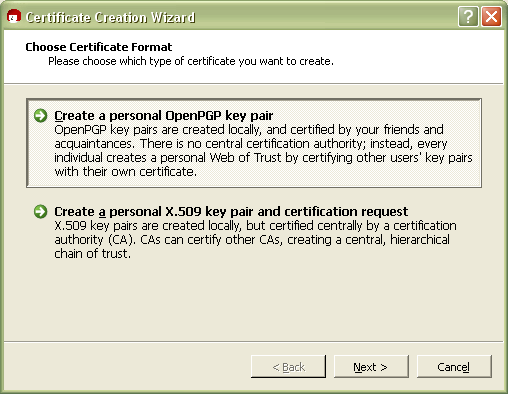 Certificate Creation Wizard
Choose Certificate Format
Please choose which type of certificate you want to create.
Create a personal OpenPGP key pair
OpenPGP key pairs are created locally, and certified by your friends and
acquaintances. There is no central certification authority; instead, every
individual creates a personal Web of Trust by certifying other users' key pairs
with their own certificate.
Create a personal X.509 key pair and certification request
X.509 key pairs are created locally, but certified centrally by a certification
authority (CA). CAs can certify other CAs, creating a central, hierarchical
chain of trust.
< Back Next > Cancel